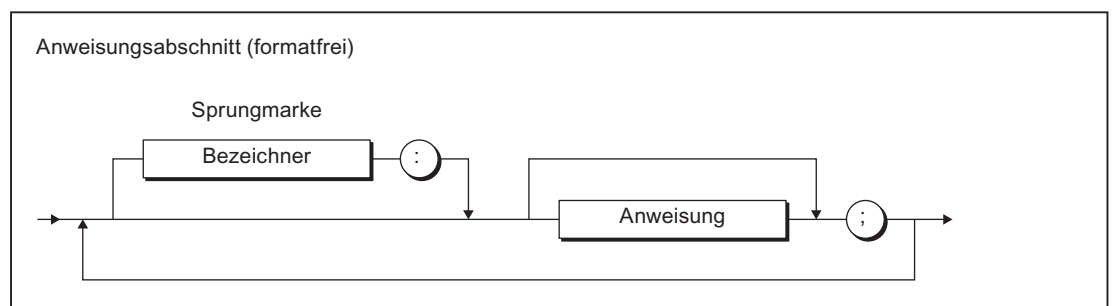 Anweisungsabschnitt (formatfrei)
Sprungmarke
Bezeichner :
Anweisung ;